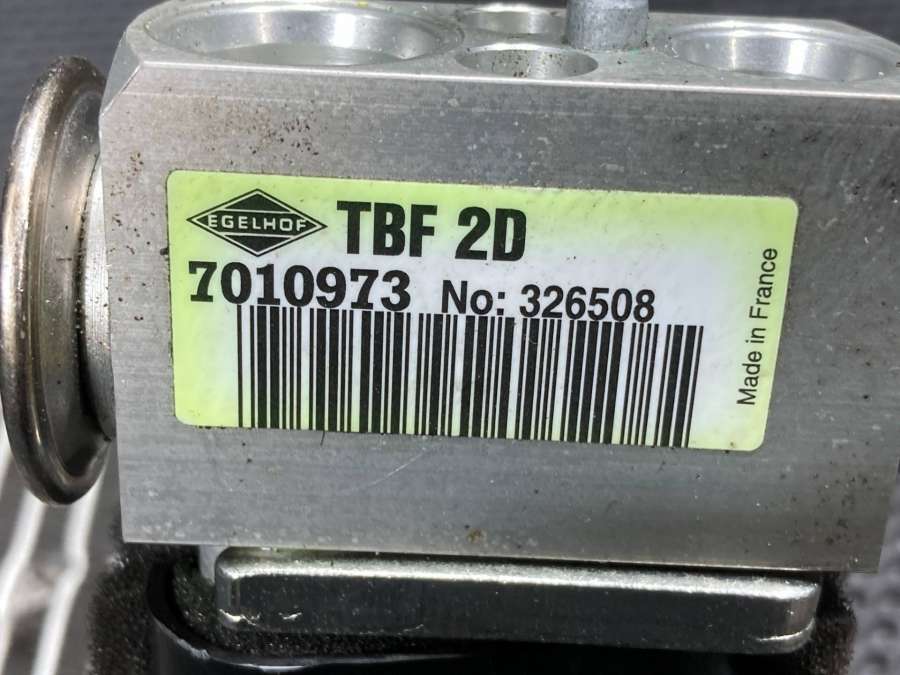 EGELHOF TBF 2D
7010973 No: 326508
Made in France